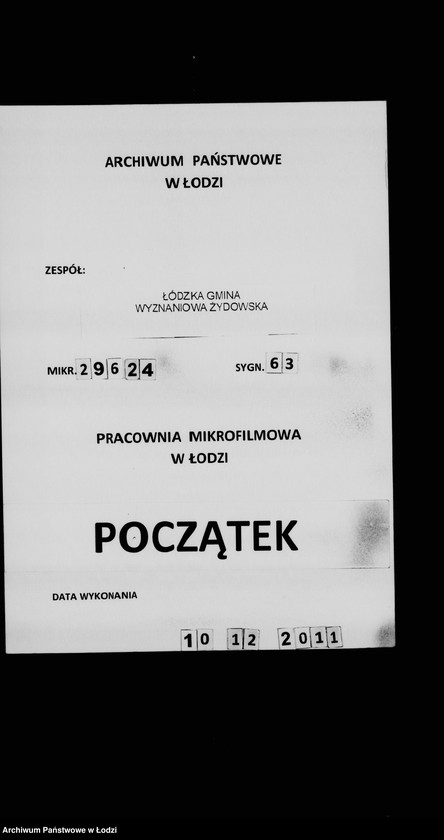 ARCHIWUM PAŃSTWOWE
W ŁODZI
ZESPÓŁ:
ŁÓDZKA GMINA
WYZNANIOWA ŻYDOWSKA
MIKR. 29624 SYGN. 63
PRACOWNIA MIKROFILMOWA
W ŁODZI
POCZĄTEK
DATA WYKONANIA
10 12 2011
Archiwum Państwowe w Łodzi